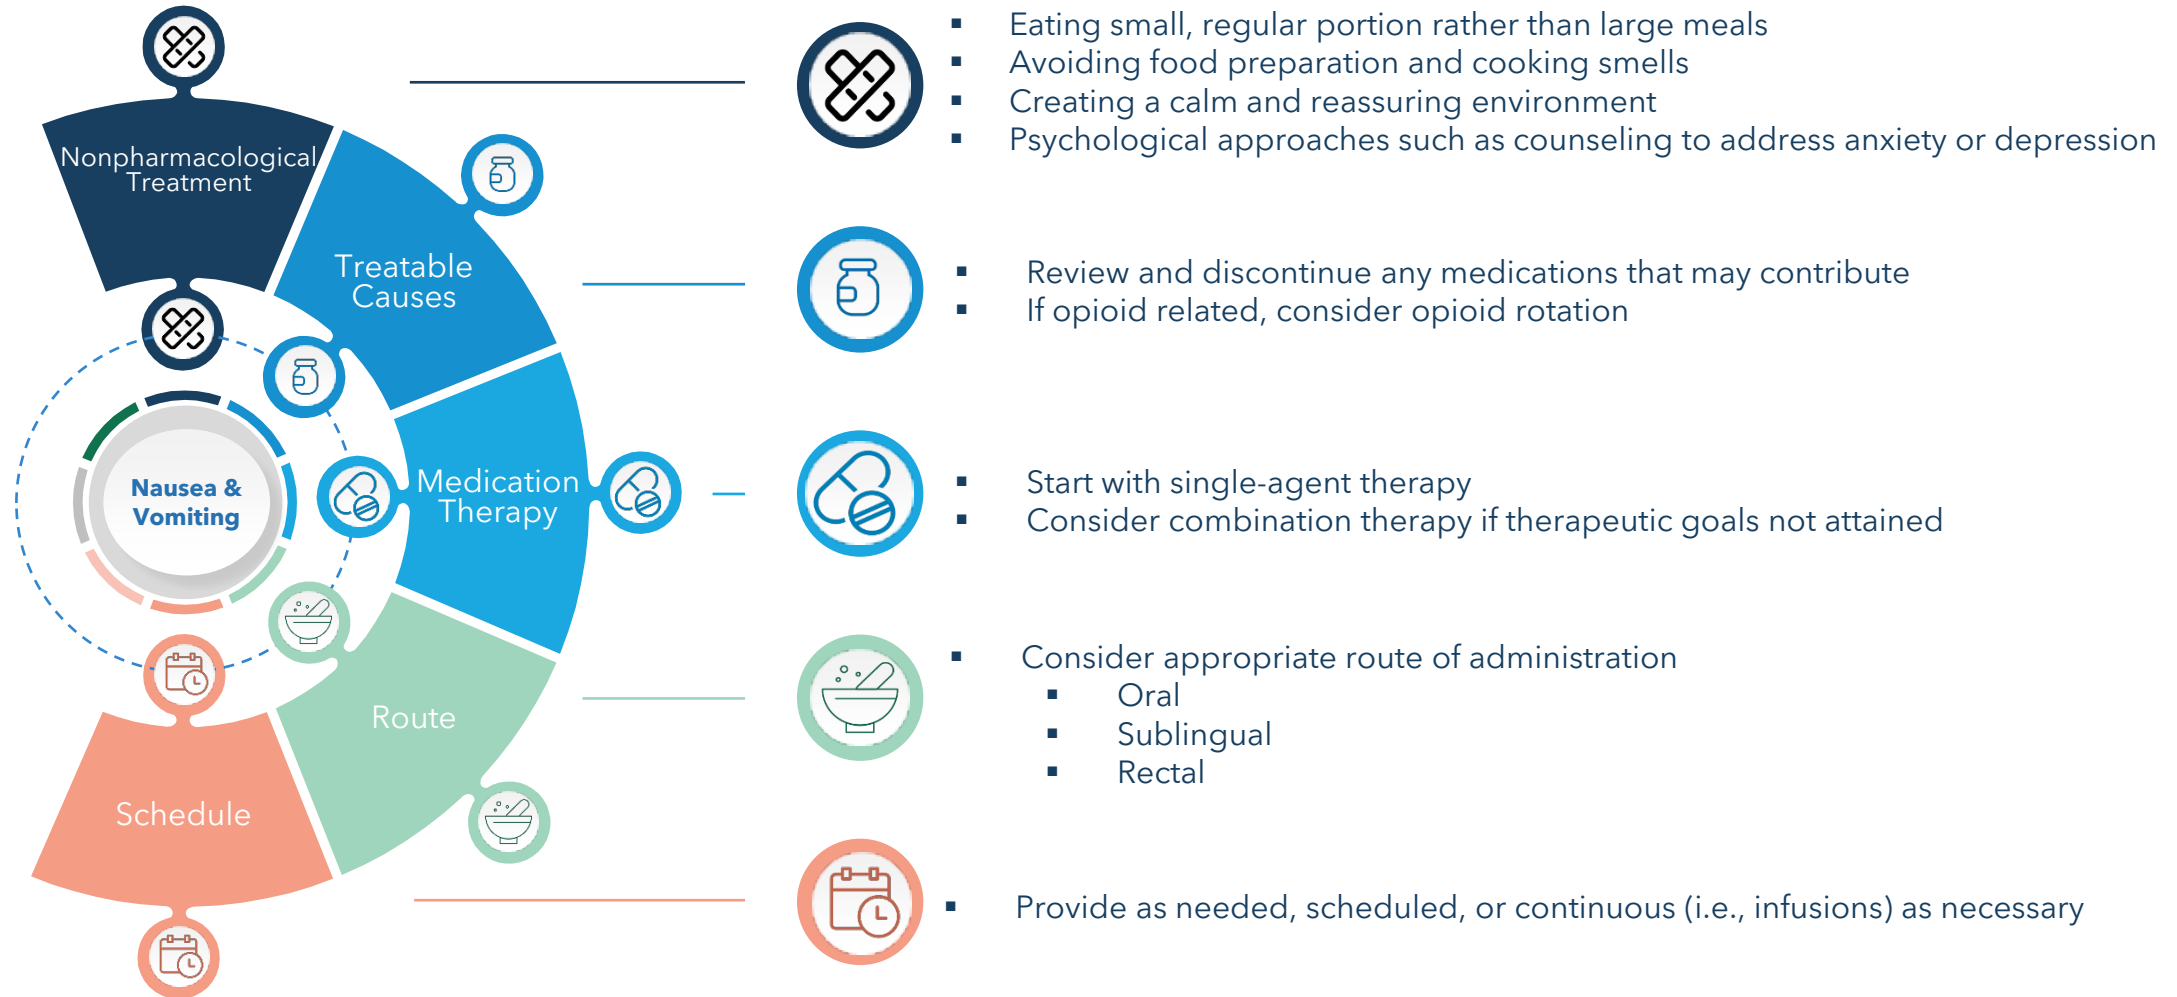 Nonpharmacological
Treatment
Treatable
Causes
Medication
Therapy
Route
Schedule
Nausea &
Vomiting
▪ Eating small, regular portion rather than large meals
▪ Avoiding food preparation and cooking smells
▪ Creating a calm and reassuring environment
▪ Psychological approaches such as counseling to address anxiety or depression
▪ Review and discontinue any medications that may contribute
▪ If opioid related, consider opioid rotation
▪ Start with single-agent therapy
▪ Consider combination therapy if therapeutic goals not attained
▪ Consider appropriate route of administration
▪ Oral
▪ Sublingual
▪ Rectal
▪ Provide as needed, scheduled, or continuous (i.e., infusions) as necessary